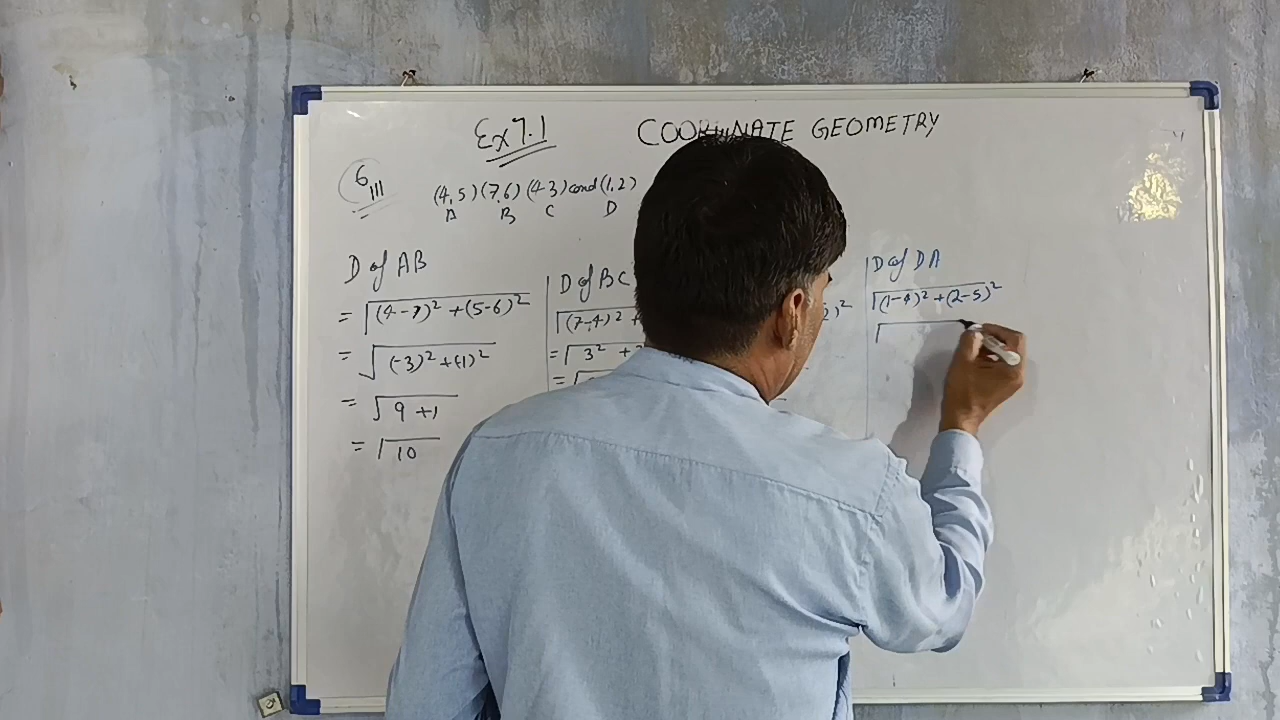 Ex 7.1
COORDINATE GEOMETRY
6 III
(4,5) (7,6) (4 3) and (1,2)
A B C D
D of AB
= √(4-7)² + (5-6)²
= √(-3)² + (-1)²
= √9 + 1
= √10
D of BC
√(7-4)² +
= √3² +
= √
2)²
D of DA
√(1-4)² + (2-5)²
√